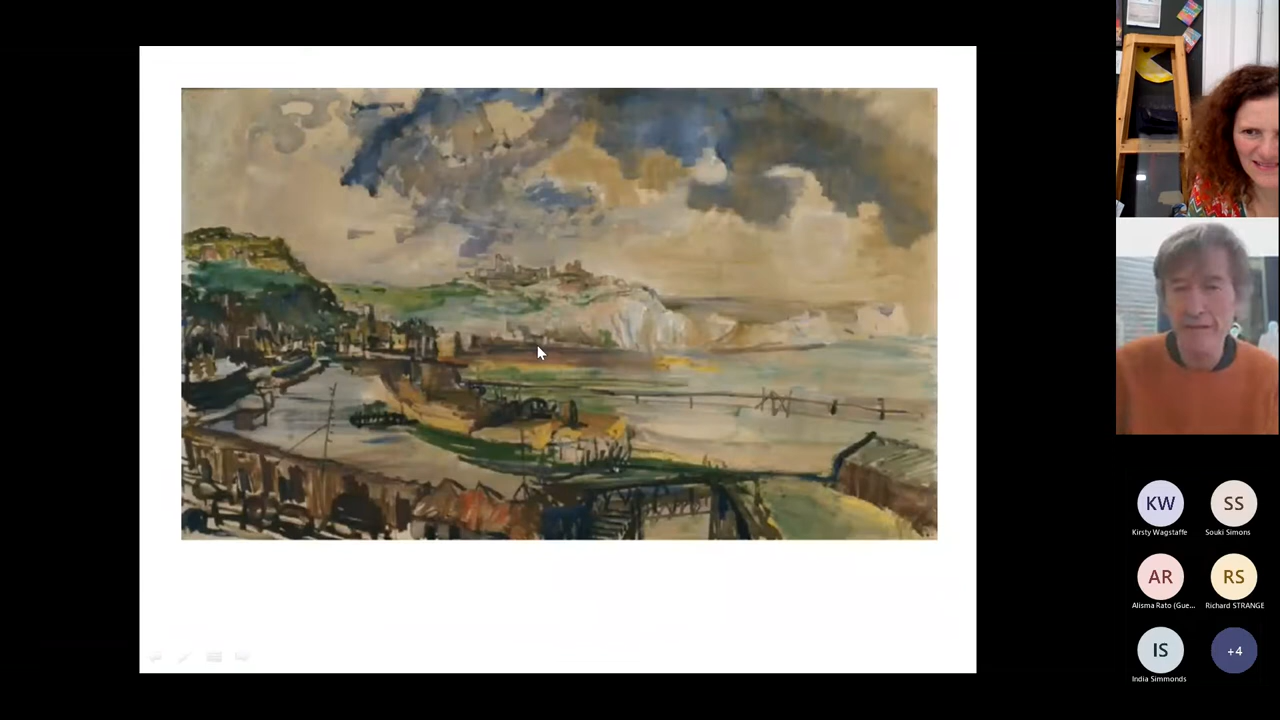 KW
SS
Kirsty Wagstaffe
Souki Simons
AR
RS
Alisma Rato (Gue...
Richard STRANGE
IS
+4
India Simmonds